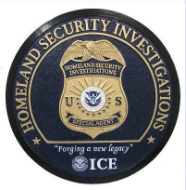 HOMELAND SECURITY INVESTIGATIONS
HOMELAND SECURITY
INVESTIGATIONS
U S
SPECIAL AGENT
"Forging a new legacy"
ICE